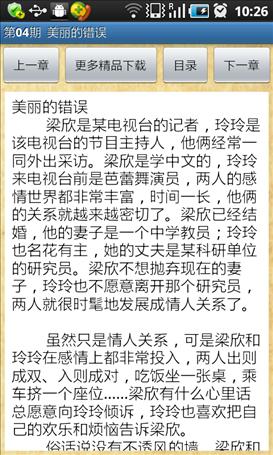 10:26
第04期 美丽的错误
上一章 更多精品下载 目录 下一章
美丽的错误
梁欣是某电视台的记者，玲玲是
该电视台的节目主持人，他俩经常一
同外出采访。梁欣是学中文的，玲玲
来电视台前是芭蕾舞演员，两人的感
情世界都非常丰富，时间一长，他俩
的关系就越来越密切了。梁欣已经结
婚，他的妻子是一个中学教员；玲玲
也名花有主，她的丈夫是某科研单位
的研究员。梁欣不想抛弃现在的妻
子，玲玲也不愿意离开那个研究员，
两人就很时髦地发展成情人关系了。
虽然只是情人关系，可是梁欣和
玲玲在感情上都非常投入，两人出则
成双、入则成对，吃饭坐一张桌，乘
车挤一个座位……梁欣有什么心里话
总愿意向玲玲倾诉，玲玲也喜欢把自
己的欢乐和烦恼告诉梁欣。
俗话说没有不透风的墙，梁欣和